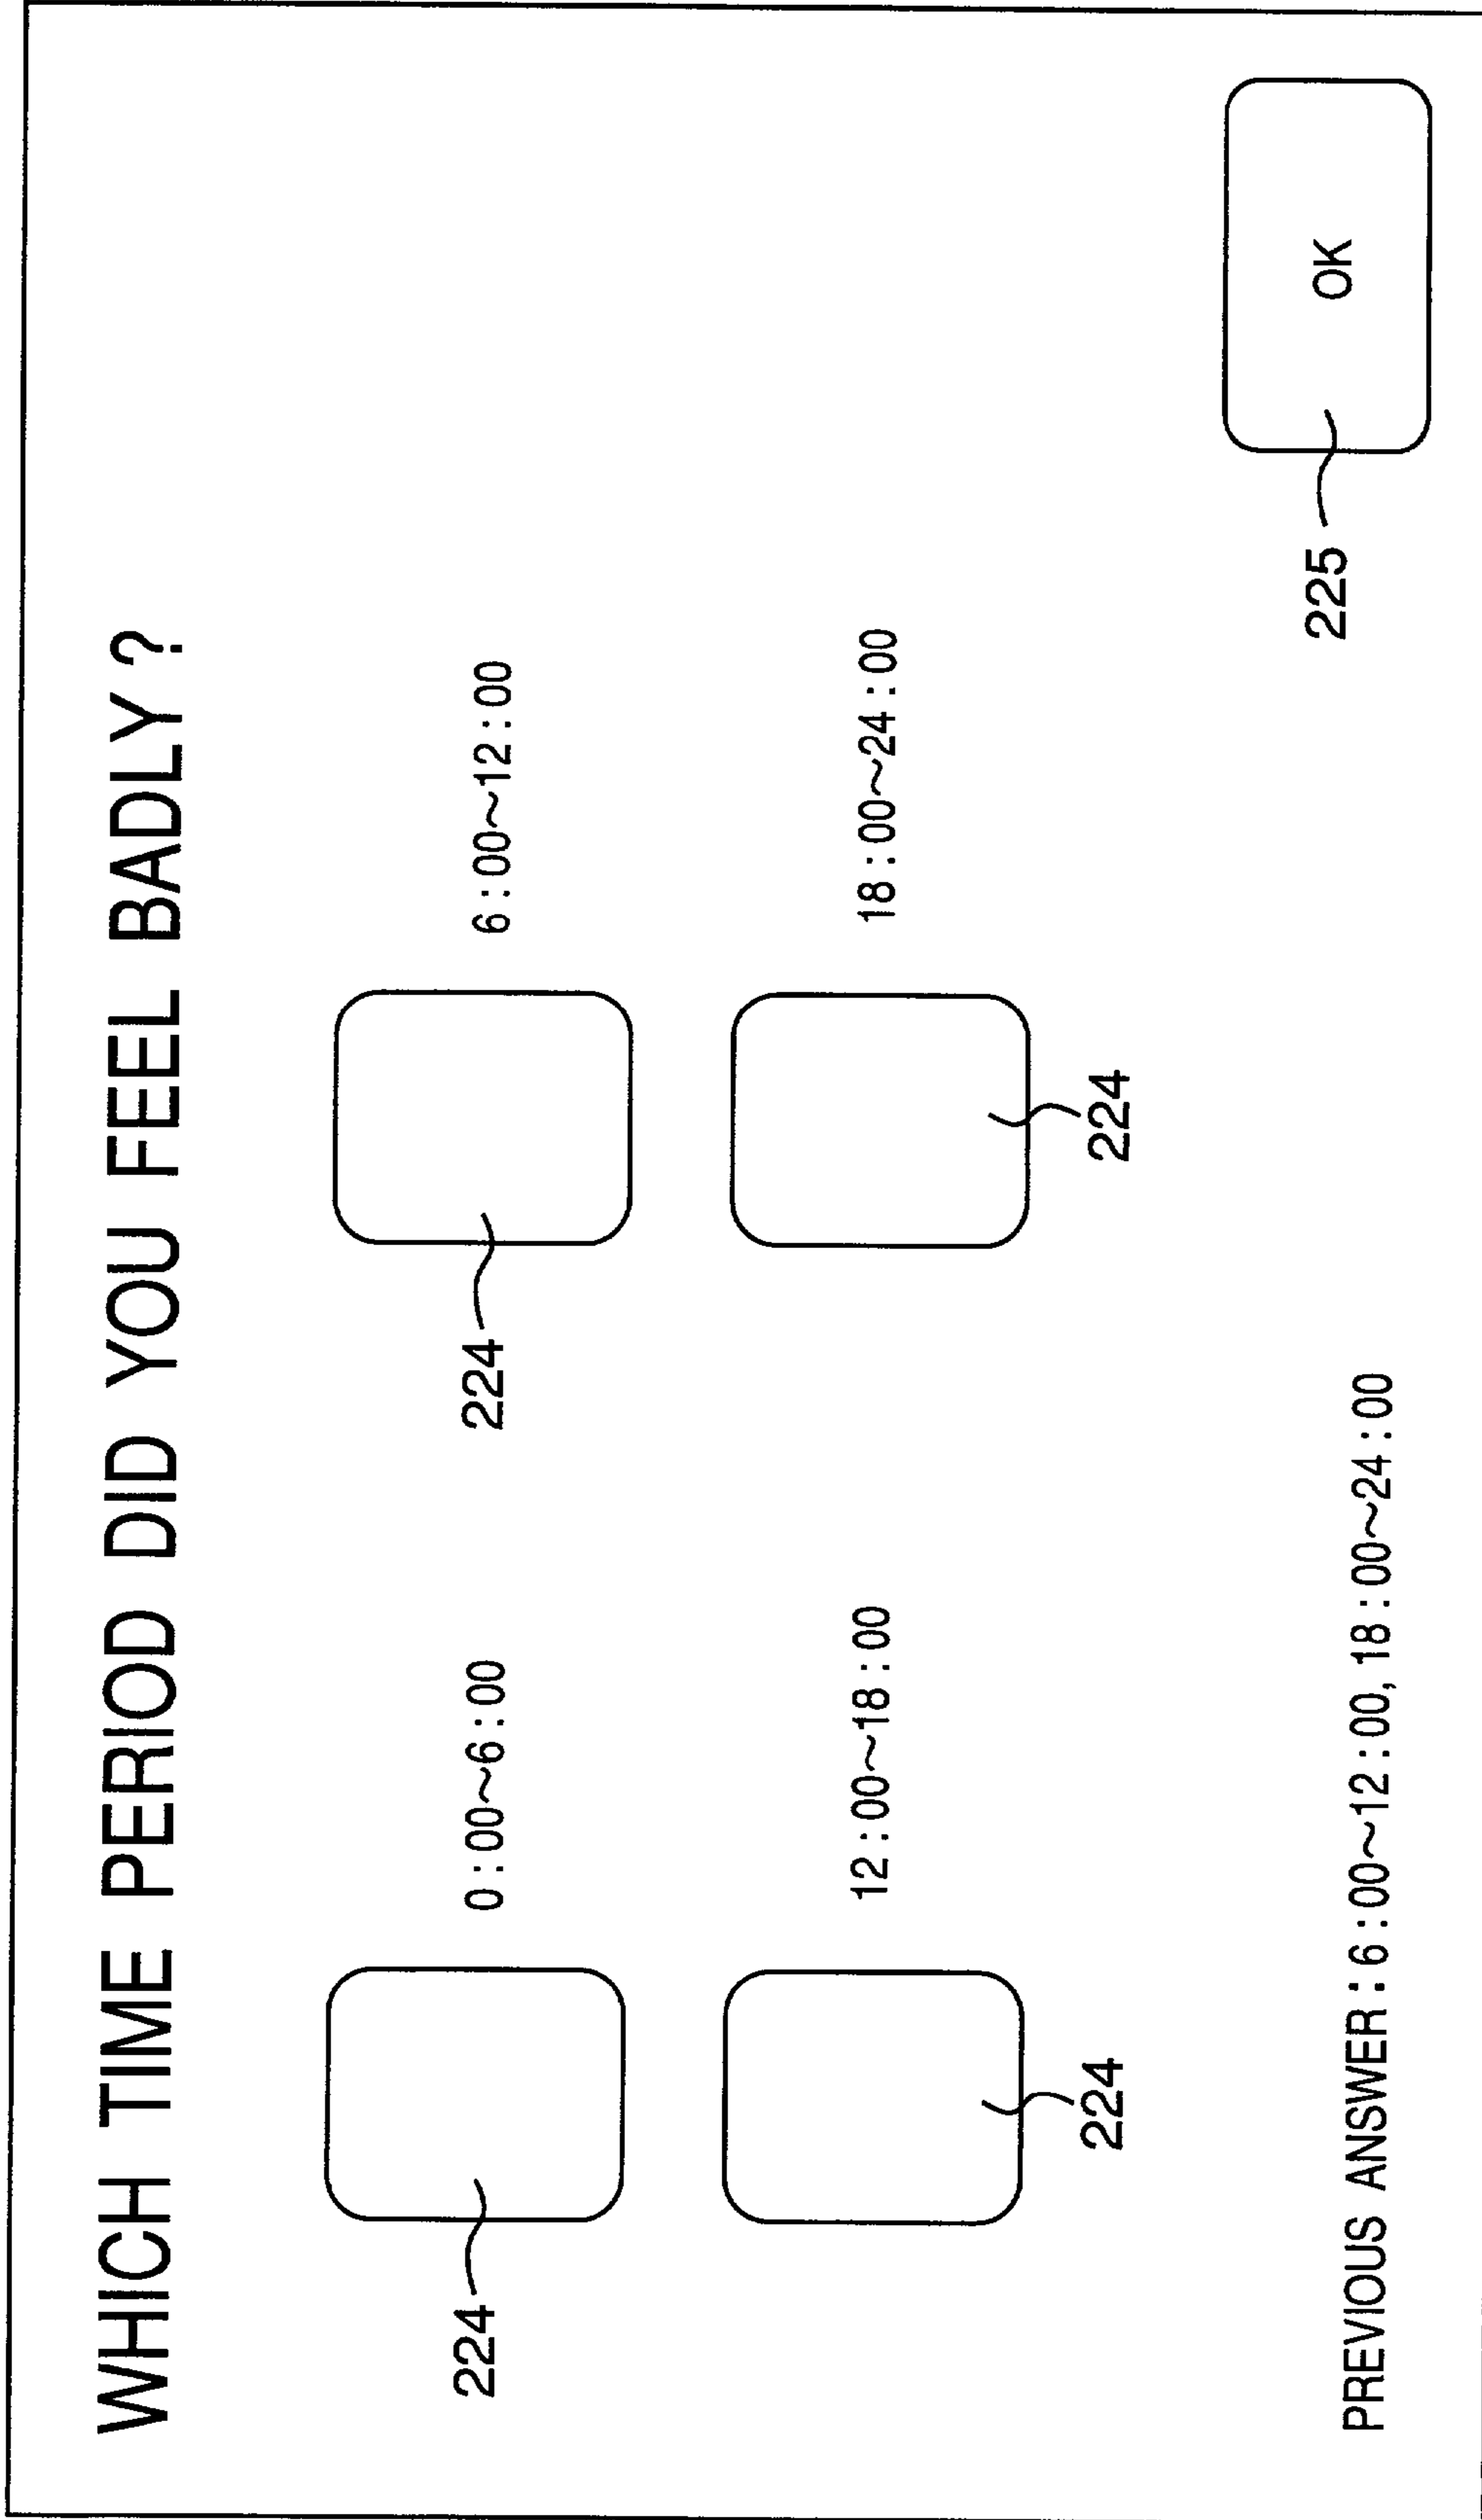 WHICH TIME PERIOD DID YOU FEEL BADLY ?
224 0:00~6:00 224 6:00~12:00
12:00~18:00 18:00~24:00
224 224
PREVIOUS ANSWER : 6:00~12:00, 18:00~24:00
225 OK